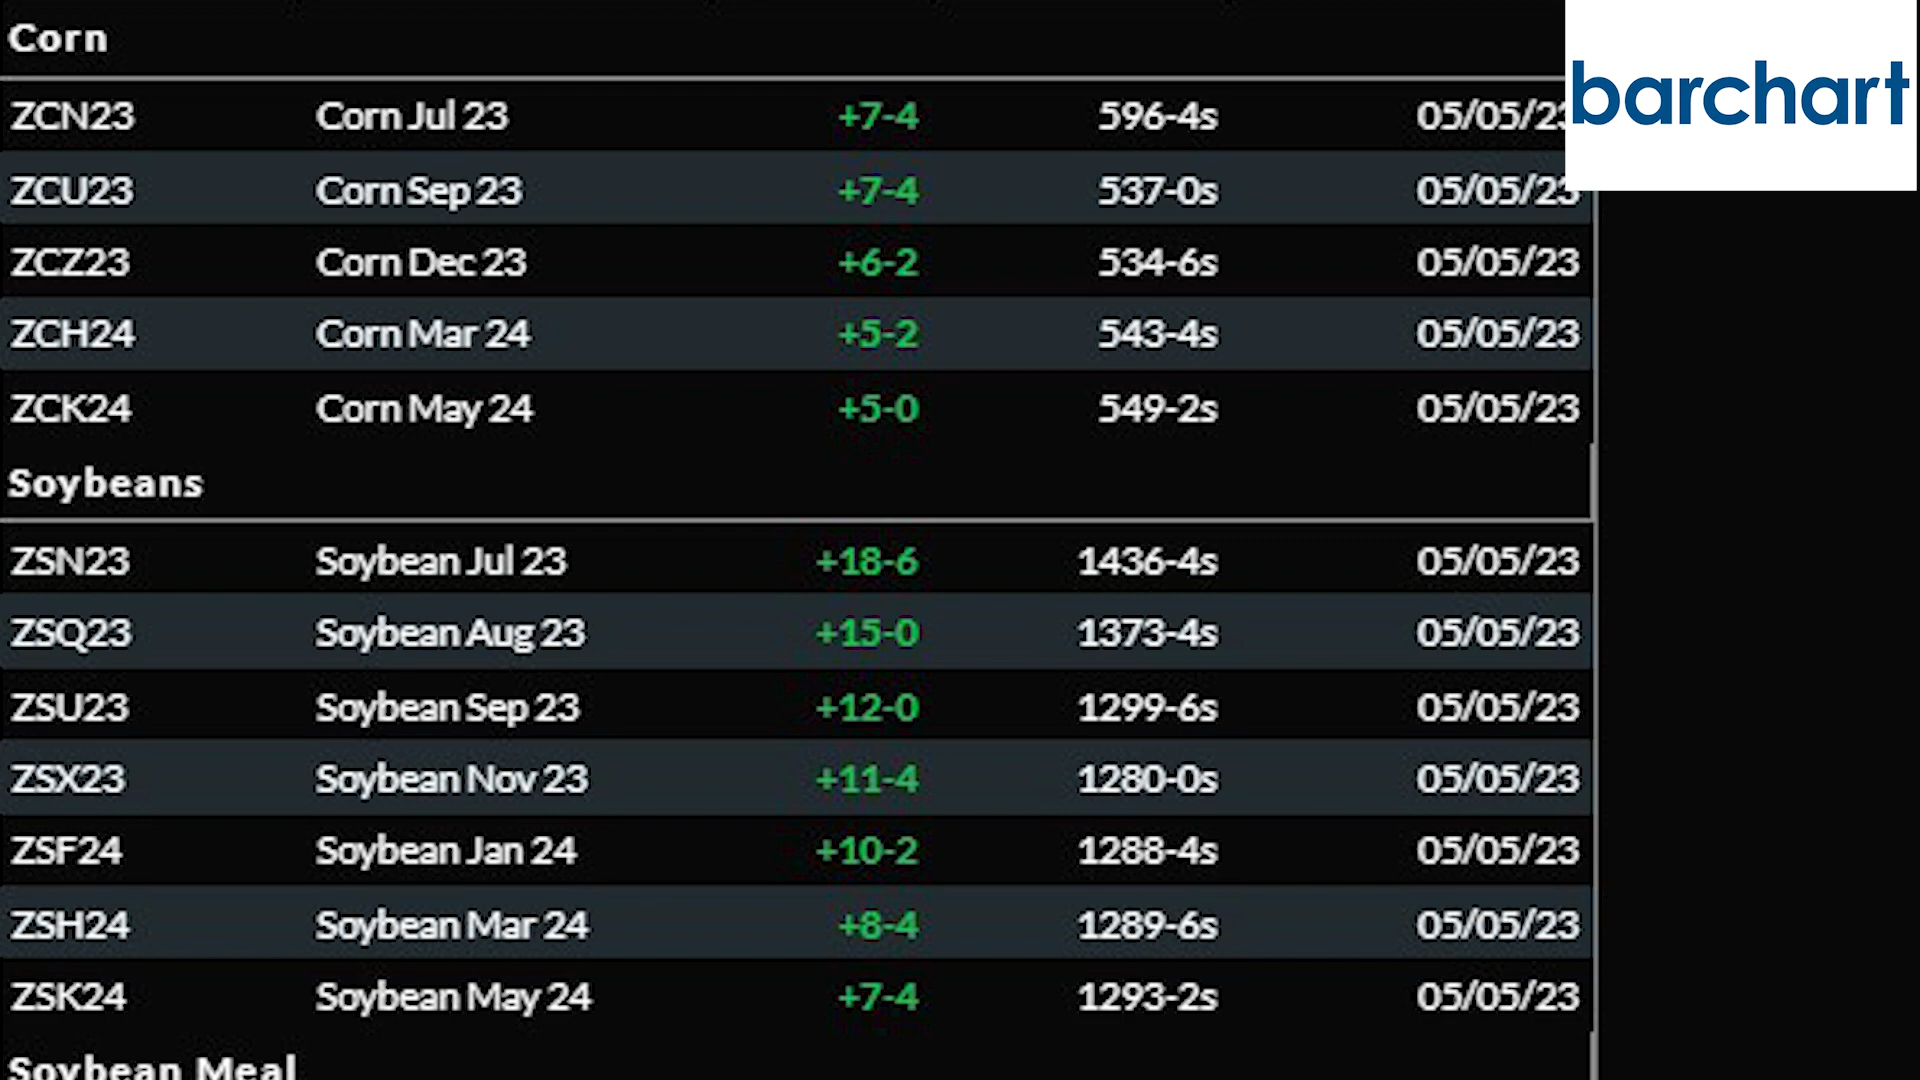 Corn
barchart
ZCN23 Corn Jul 23 +7-4 596-4s 05/05/23
ZCU23 Corn Sep 23 +7-4 537-0s 05/05/23
ZCZ23 Corn Dec 23 +6-2 534-6s 05/05/23
ZCH24 Corn Mar 24 +5-2 543-4s 05/05/23
ZCK24 Corn May 24 +5-0 549-2s 05/05/23
Soybeans
ZSN23 Soybean Jul 23 +18-6 1436-4s 05/05/23
ZSQ23 Soybean Aug 23 +15-0 1373-4s 05/05/23
ZSU23 Soybean Sep 23 +12-0 1299-6s 05/05/23
ZSX23 Soybean Nov 23 +11-4 1280-0s 05/05/23
ZSF24 Soybean Jan 24 +10-2 1288-4s 05/05/23
ZSH24 Soybean Mar 24 +8-4 1289-6s 05/05/23
ZSK24 Soybean May 24 +7-4 1293-2s 05/05/23
Soybean Meal